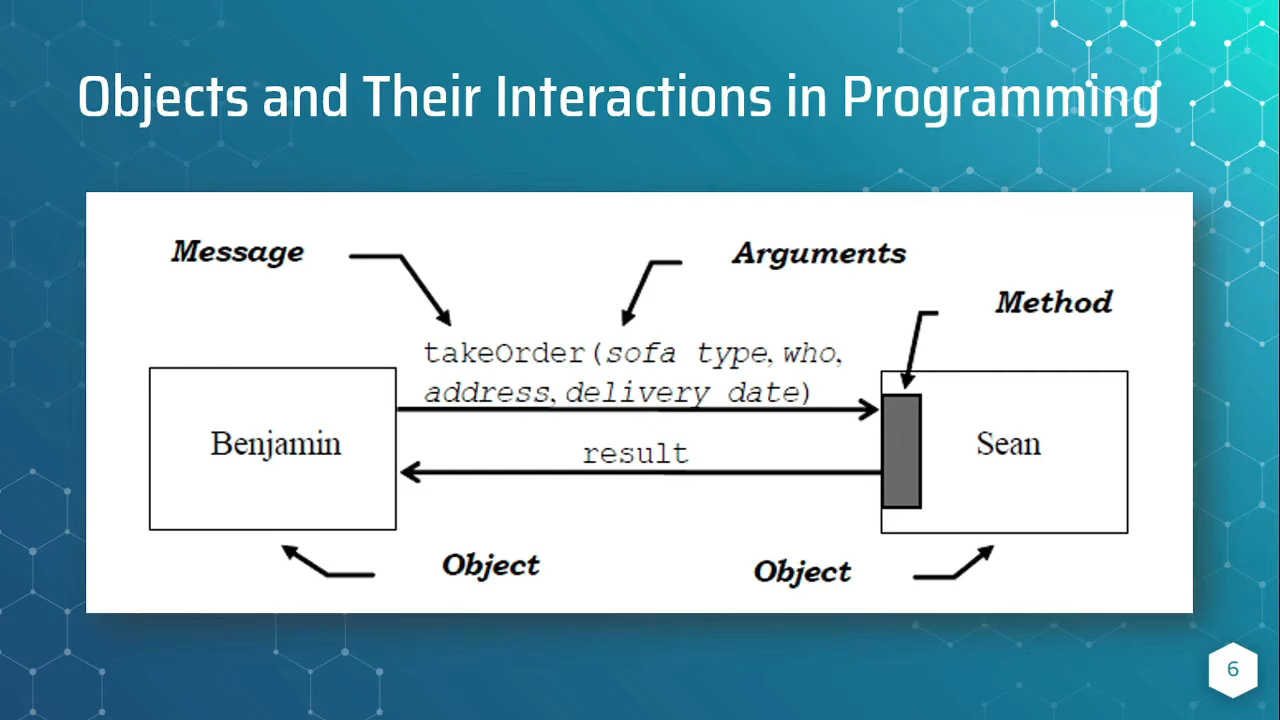 Objects and Their Interactions in Programming
Message
Arguments
Method
takeOrder(sofa type, who,
address, delivery date)
Benjamin
result
Sean
Object
Object
6